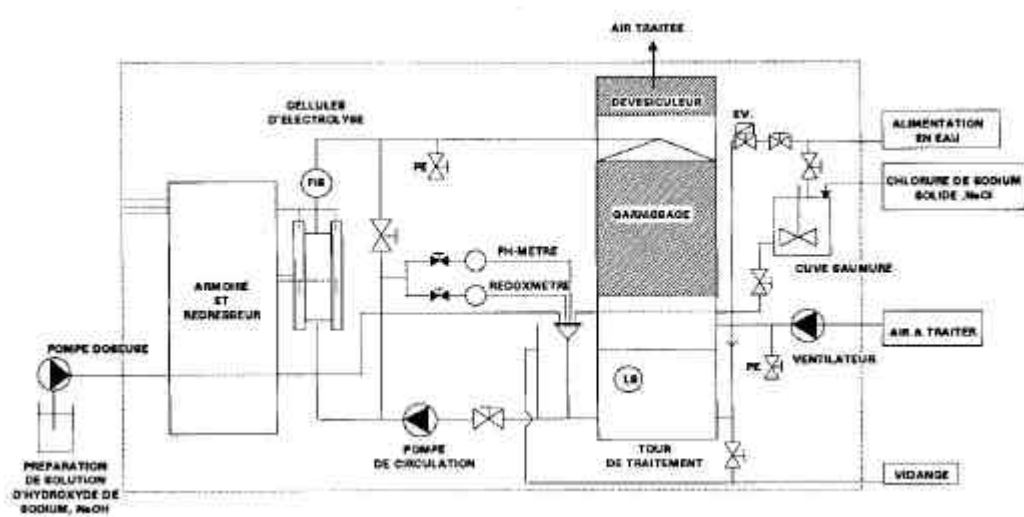 AIR TRAITEE
DEVESICULEUR
CELLULES
D'ELECTROLYSE
EV.
ALIMENTATION
EN EAU
PE
FIS
CHLORURE DE SODIUM
SOLIDE ,NaCl
GARNISSAGE
PH-METRE
REDOXMETRE
CUVE SAUMURE
ARMOIRE
ET
REDRESSEUR
AIR A TRAITER
POMPE DOSEUSE
VENTILATEUR
PE
LS
POMPE
DE CIRCULATION
TOUR
DE TRAITEMENT
PREPARATION
DE SOLUTION
D'HYDROXYDE DE
SODIUM, NaOH
VIDANGE